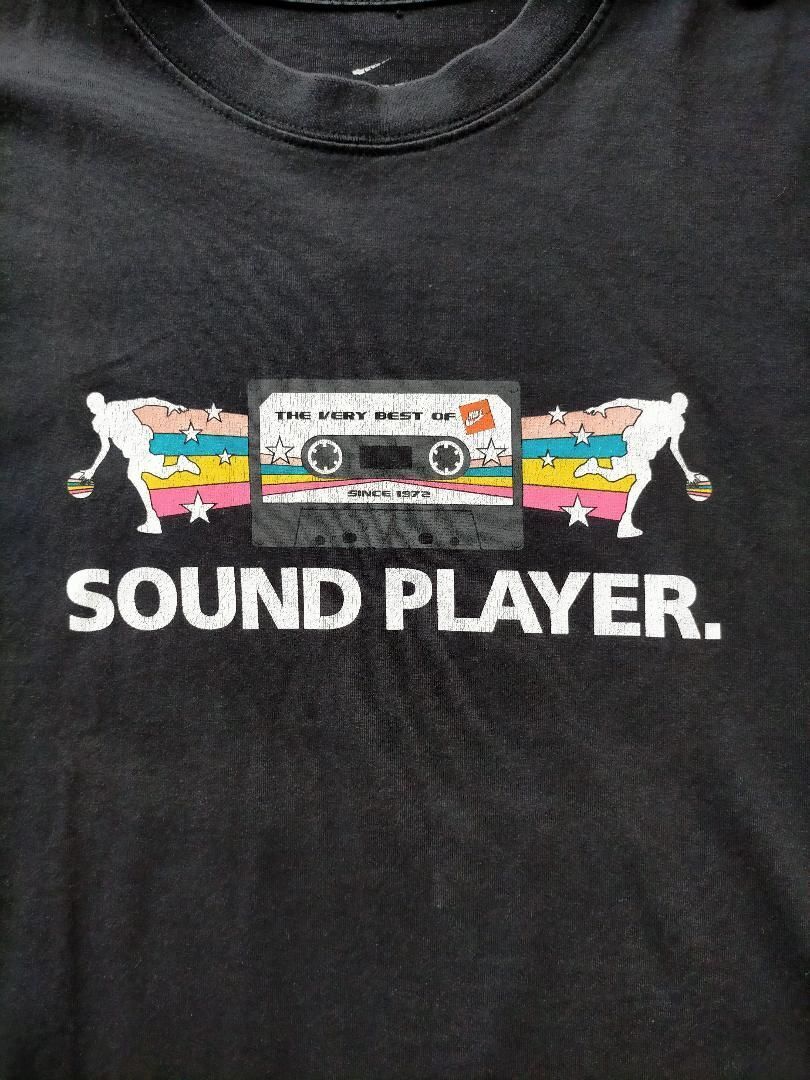 THE VERY BEST OF
SINCE 1972
SOUND PLAYER.